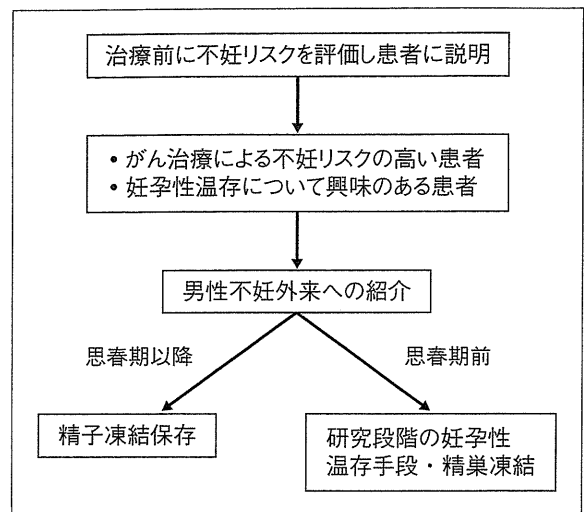 治療前に不妊リスクを評価し患者に説明
・がん治療による不妊リスクの高い患者
・妊孕性温存について興味のある患者
男性不妊外来への紹介
思春期以降
思春期前
精子凍結保存
研究段階の妊孕性
温存手段・精巣凍結